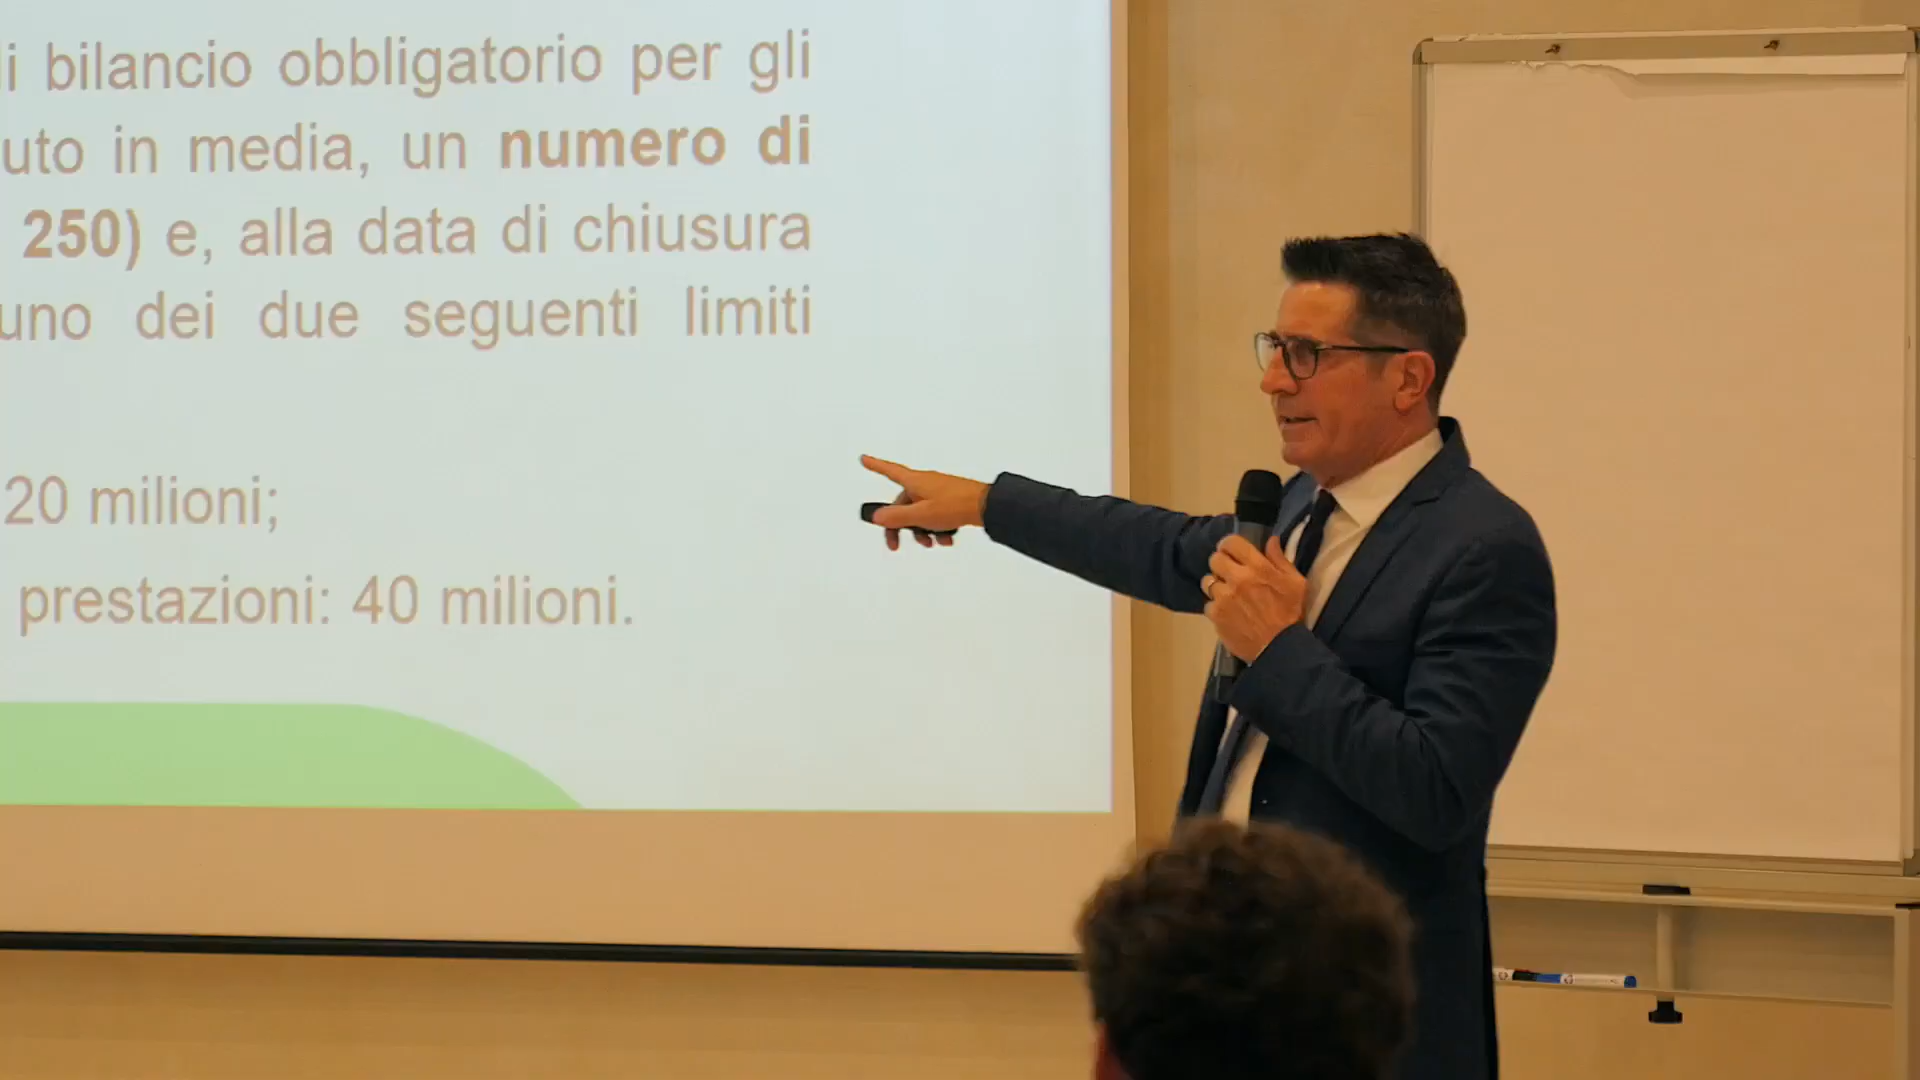 di bilancio obbligatorio per gli
uto in media, un numero di
250) e, alla data di chiusura
uno dei due seguenti limiti
20 milioni;
prestazioni: 40 milioni.